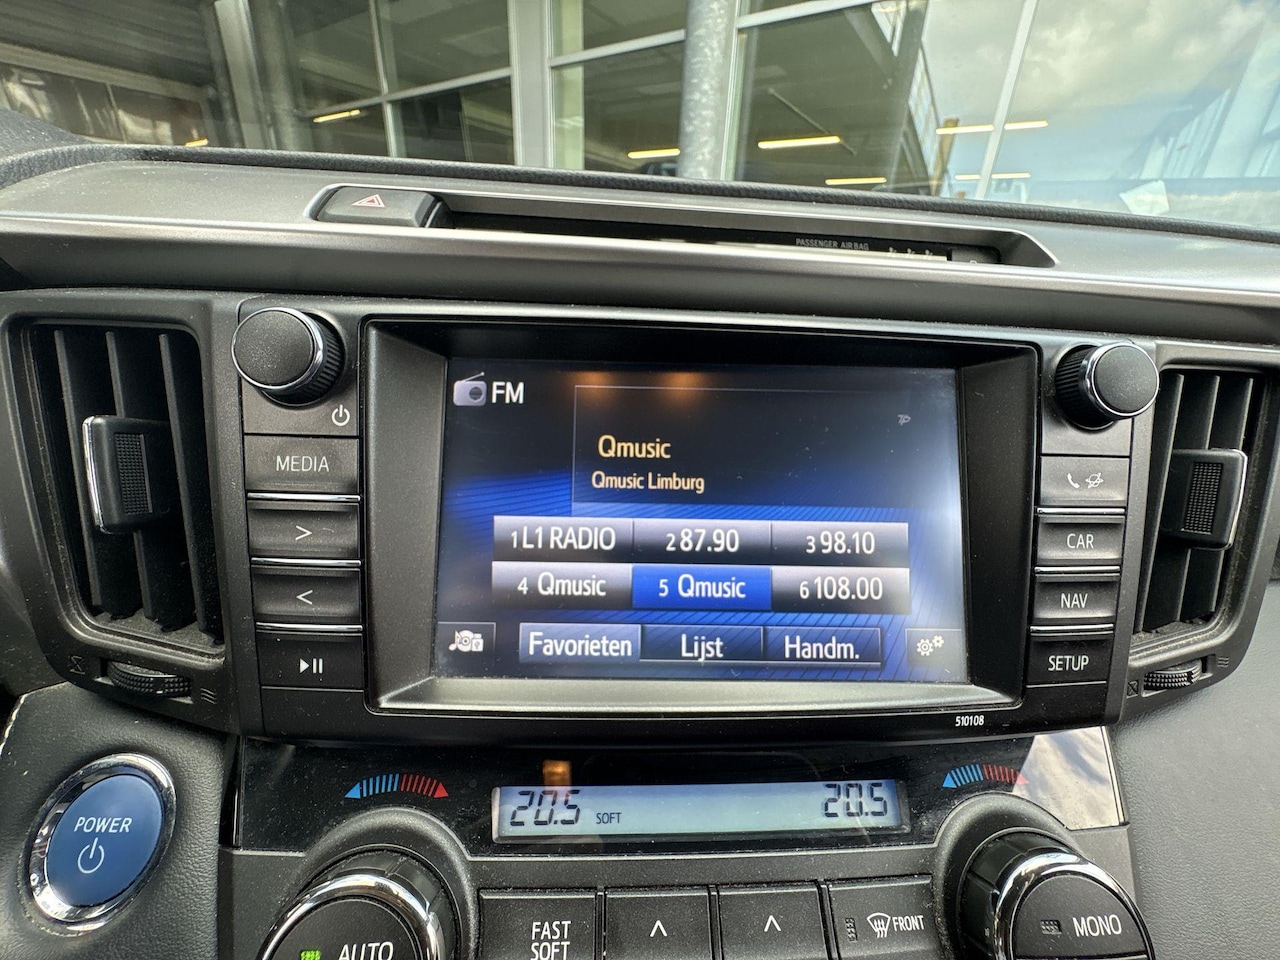 PASSENGER AIR BAG
FM
TP
Qmusic
Qmusic Limburg
1 L1 RADIO
2 87.90
3 98.10
4 Qmusic
5 Qmusic
6 108.00
Favorieten
Lijst
Handm.
MEDIA
>
<
CAR
NAV
SETUP
510108
POWER
20.5
SOFT
20.5
AUTO
FAST
SOFT
FRONT
MONO